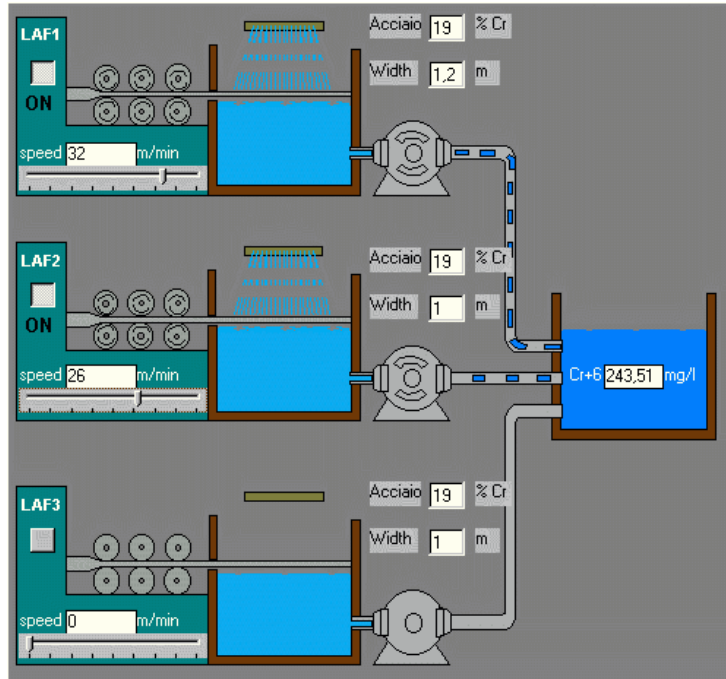 LAF1
ON
speed 32 m/min
Acciaio 19 % Cr
Width 1,2 m
LAF2
ON
speed 26 m/min
Acciaio 19 % Cr
Width 1 m
Cr+6 243,51 mg/l
LAF3
speed 0 m/min
Acciaio 19 % Cr
Width 1 m